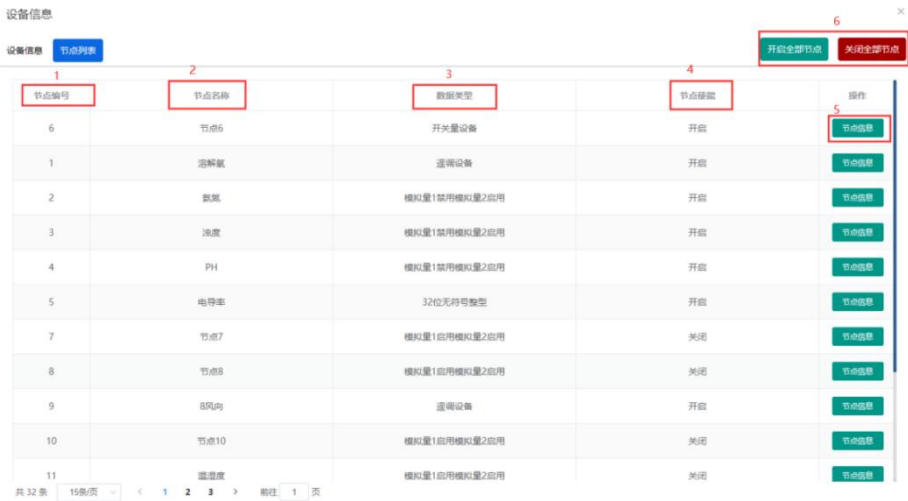 设备信息
×
6
设备信息 节点列表 开启全部节点 关闭全部节点
1 2 3 4
节点编号 节点名称 数据类型 节点使能 操作
5
6 节点6 开关量设备 开启 节点信息
1 溶解氧 遥调设备 开启 节点信息
2 氨氮 模拟量1禁用模拟量2启用 开启 节点信息
3 浊度 模拟量1禁用模拟量2启用 开启 节点信息
4 PH 模拟量1禁用模拟量2启用 开启 节点信息
5 电导率 32位无符号整型 开启 节点信息
7 节点7 模拟量1启用模拟量2启用 关闭 节点信息
8 节点8 模拟量1启用模拟量2启用 关闭 节点信息
9 8风向 遥调设备 开启 节点信息
10 节点10 模拟量1启用模拟量2启用 关闭 节点信息
11 温湿度 模拟量1启用模拟量2启用 关闭 节点信息
共 32 条 15条/页 < 1 2 3 > 前往 1 页